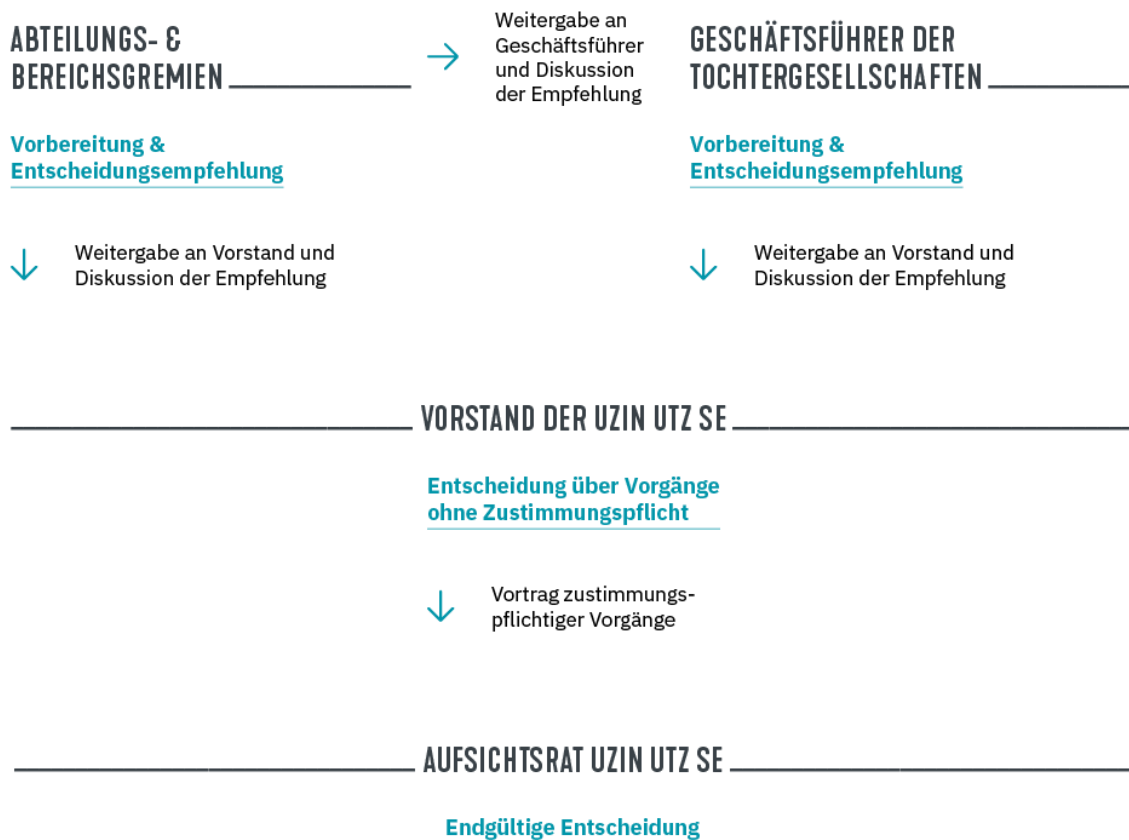 ABTEILUNGS- &
BEREICHSGREMIEN
Vorbereitung &
Entscheidungsempfehlung
Weitergabe an Vorstand und
Diskussion der Empfehlung
Weitergabe an
Geschäftsführer
und Diskussion
der Empfehlung
GESCHÄFTSFÜHRER DER
TOCHTERGESELLSCHAFTEN
Vorbereitung &
Entscheidungsempfehlung
Weitergabe an Vorstand und
Diskussion der Empfehlung
VORSTAND DER UZIN UTZ SE
Entscheidung über Vorgänge
ohne Zustimmungspflicht
Vortrag zustimmungs-
pflichtiger Vorgänge
AUFSICHTSRAT UZIN UTZ SE
Endgültige Entscheidung